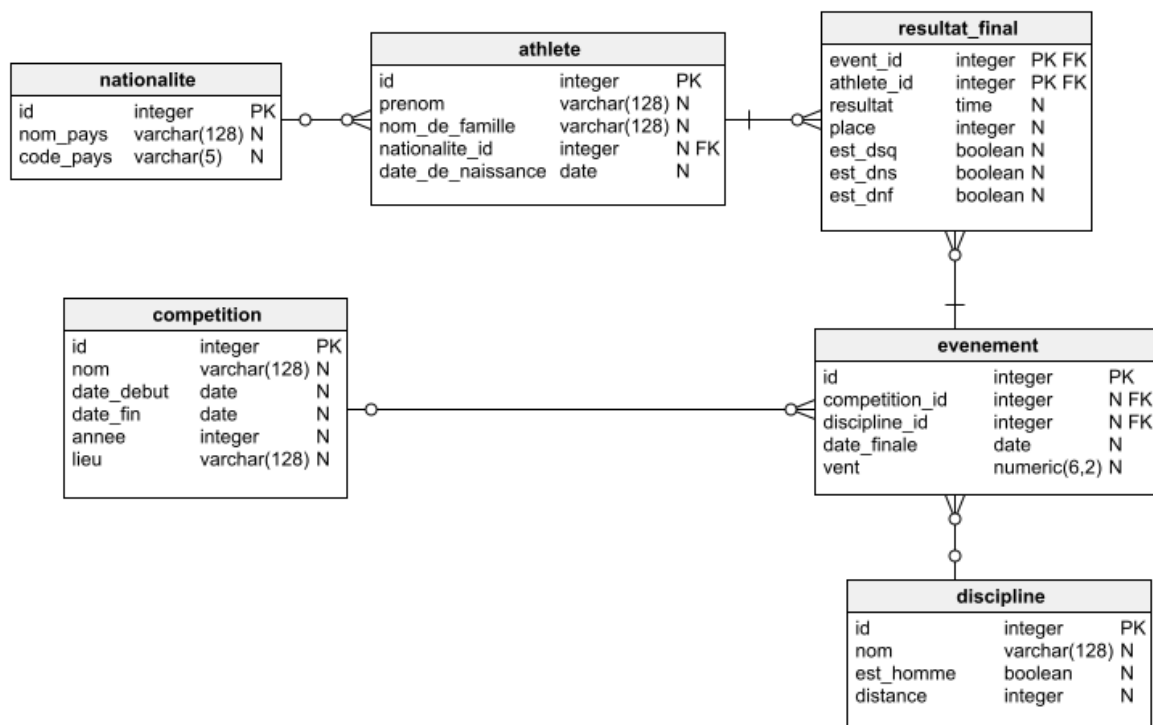 nationalite
id integer PK
nom_pays varchar(128) N
code_pays varchar(5) N
athlete
id integer PK
prenom varchar(128) N
nom_de_famille varchar(128) N
nationalite_id integer N FK
date_de_naissance date N
resultat_final
event_id integer PK FK
athlete_id integer PK FK
resultat time N
place integer N
est_dsq boolean N
est_dns boolean N
est_dnf boolean N
competition
id integer PK
nom varchar(128) N
date_debut date N
date_fin date N
annee integer N
lieu varchar(128) N
evenement
id integer PK
competition_id integer N FK
discipline_id integer N FK
date_finale date N
vent numeric(6,2) N
discipline
id integer PK
nom varchar(128) N
est_homme boolean N
distance integer N